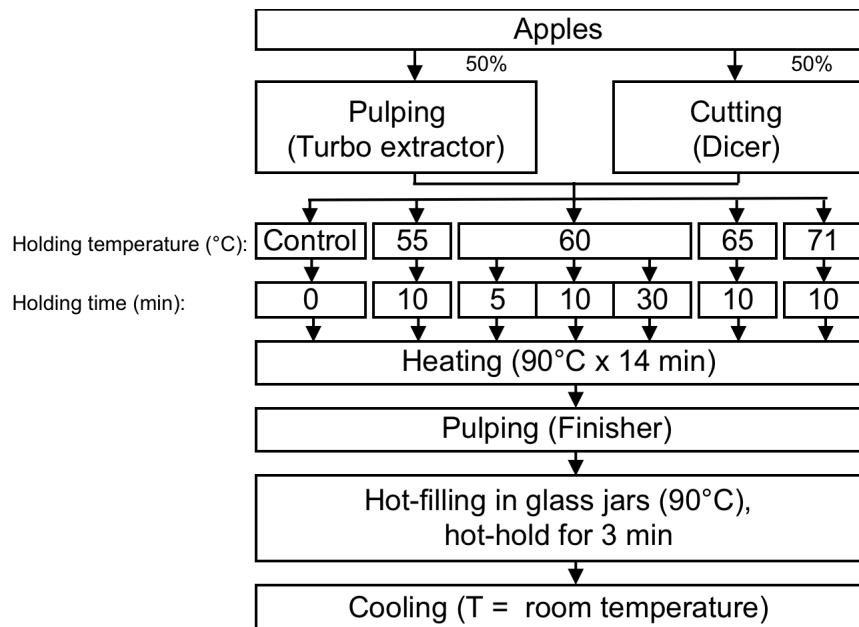 Apples
50%
50%
Pulping
(Turbo extractor)
Cutting
(Dicer)
Holding temperature (°C):
Control
55
60
65
71
Holding time (min):
0
10
5
10
30
10
10
Heating (90°C x 14 min)
Pulping (Finisher)
Hot-filling in glass jars (90°C),
hot-hold for 3 min
Cooling (T = room temperature)